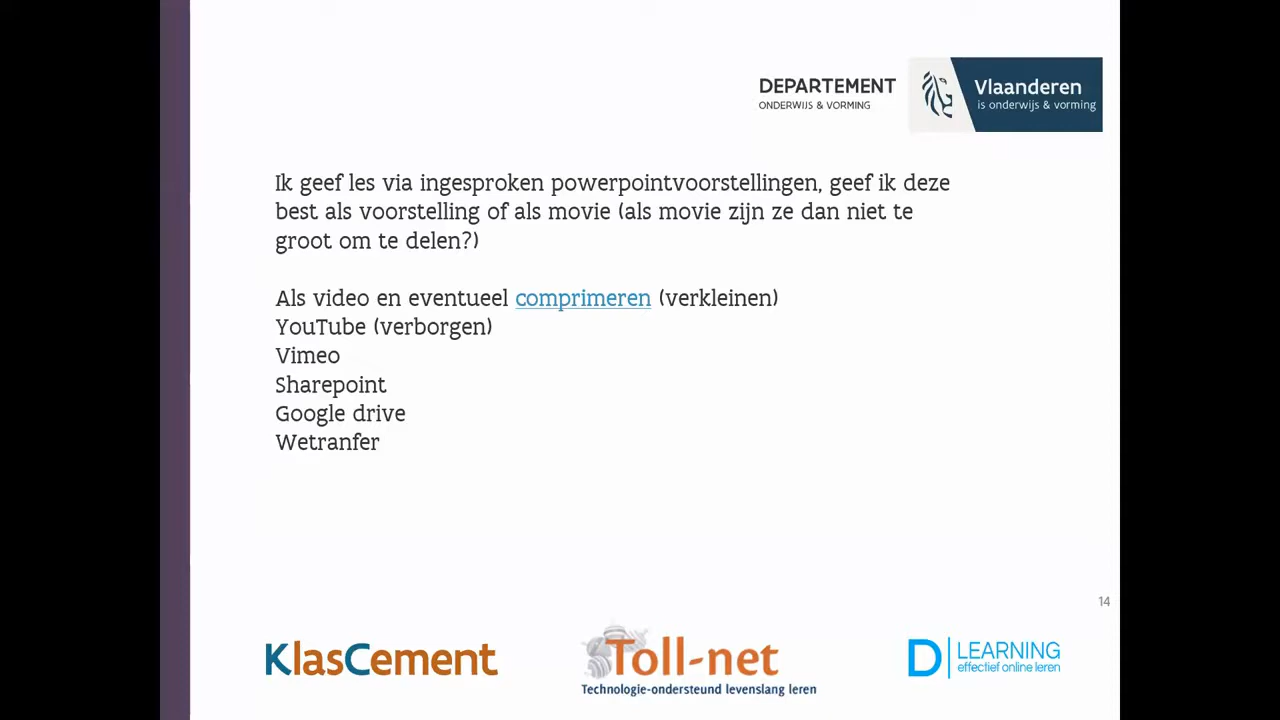 DEPARTEMENT
ONDERWIJS & VORMING
Vlaanderen
is onderwijs & vorming
Ik geef les via ingesproken powerpointvoorstellingen, geef ik deze
best als voorstelling of als movie (als movie zijn ze dan niet te
groot om te delen?)
Als video en eventueel comprimeren (verkleinen)
YouTube (verborgen)
Vimeo
Sharepoint
Google drive
Wetranfer
14
KlasCement
Toll-net
Technologie-ondersteund levenslang leren
D LEARNING
effectief online leren